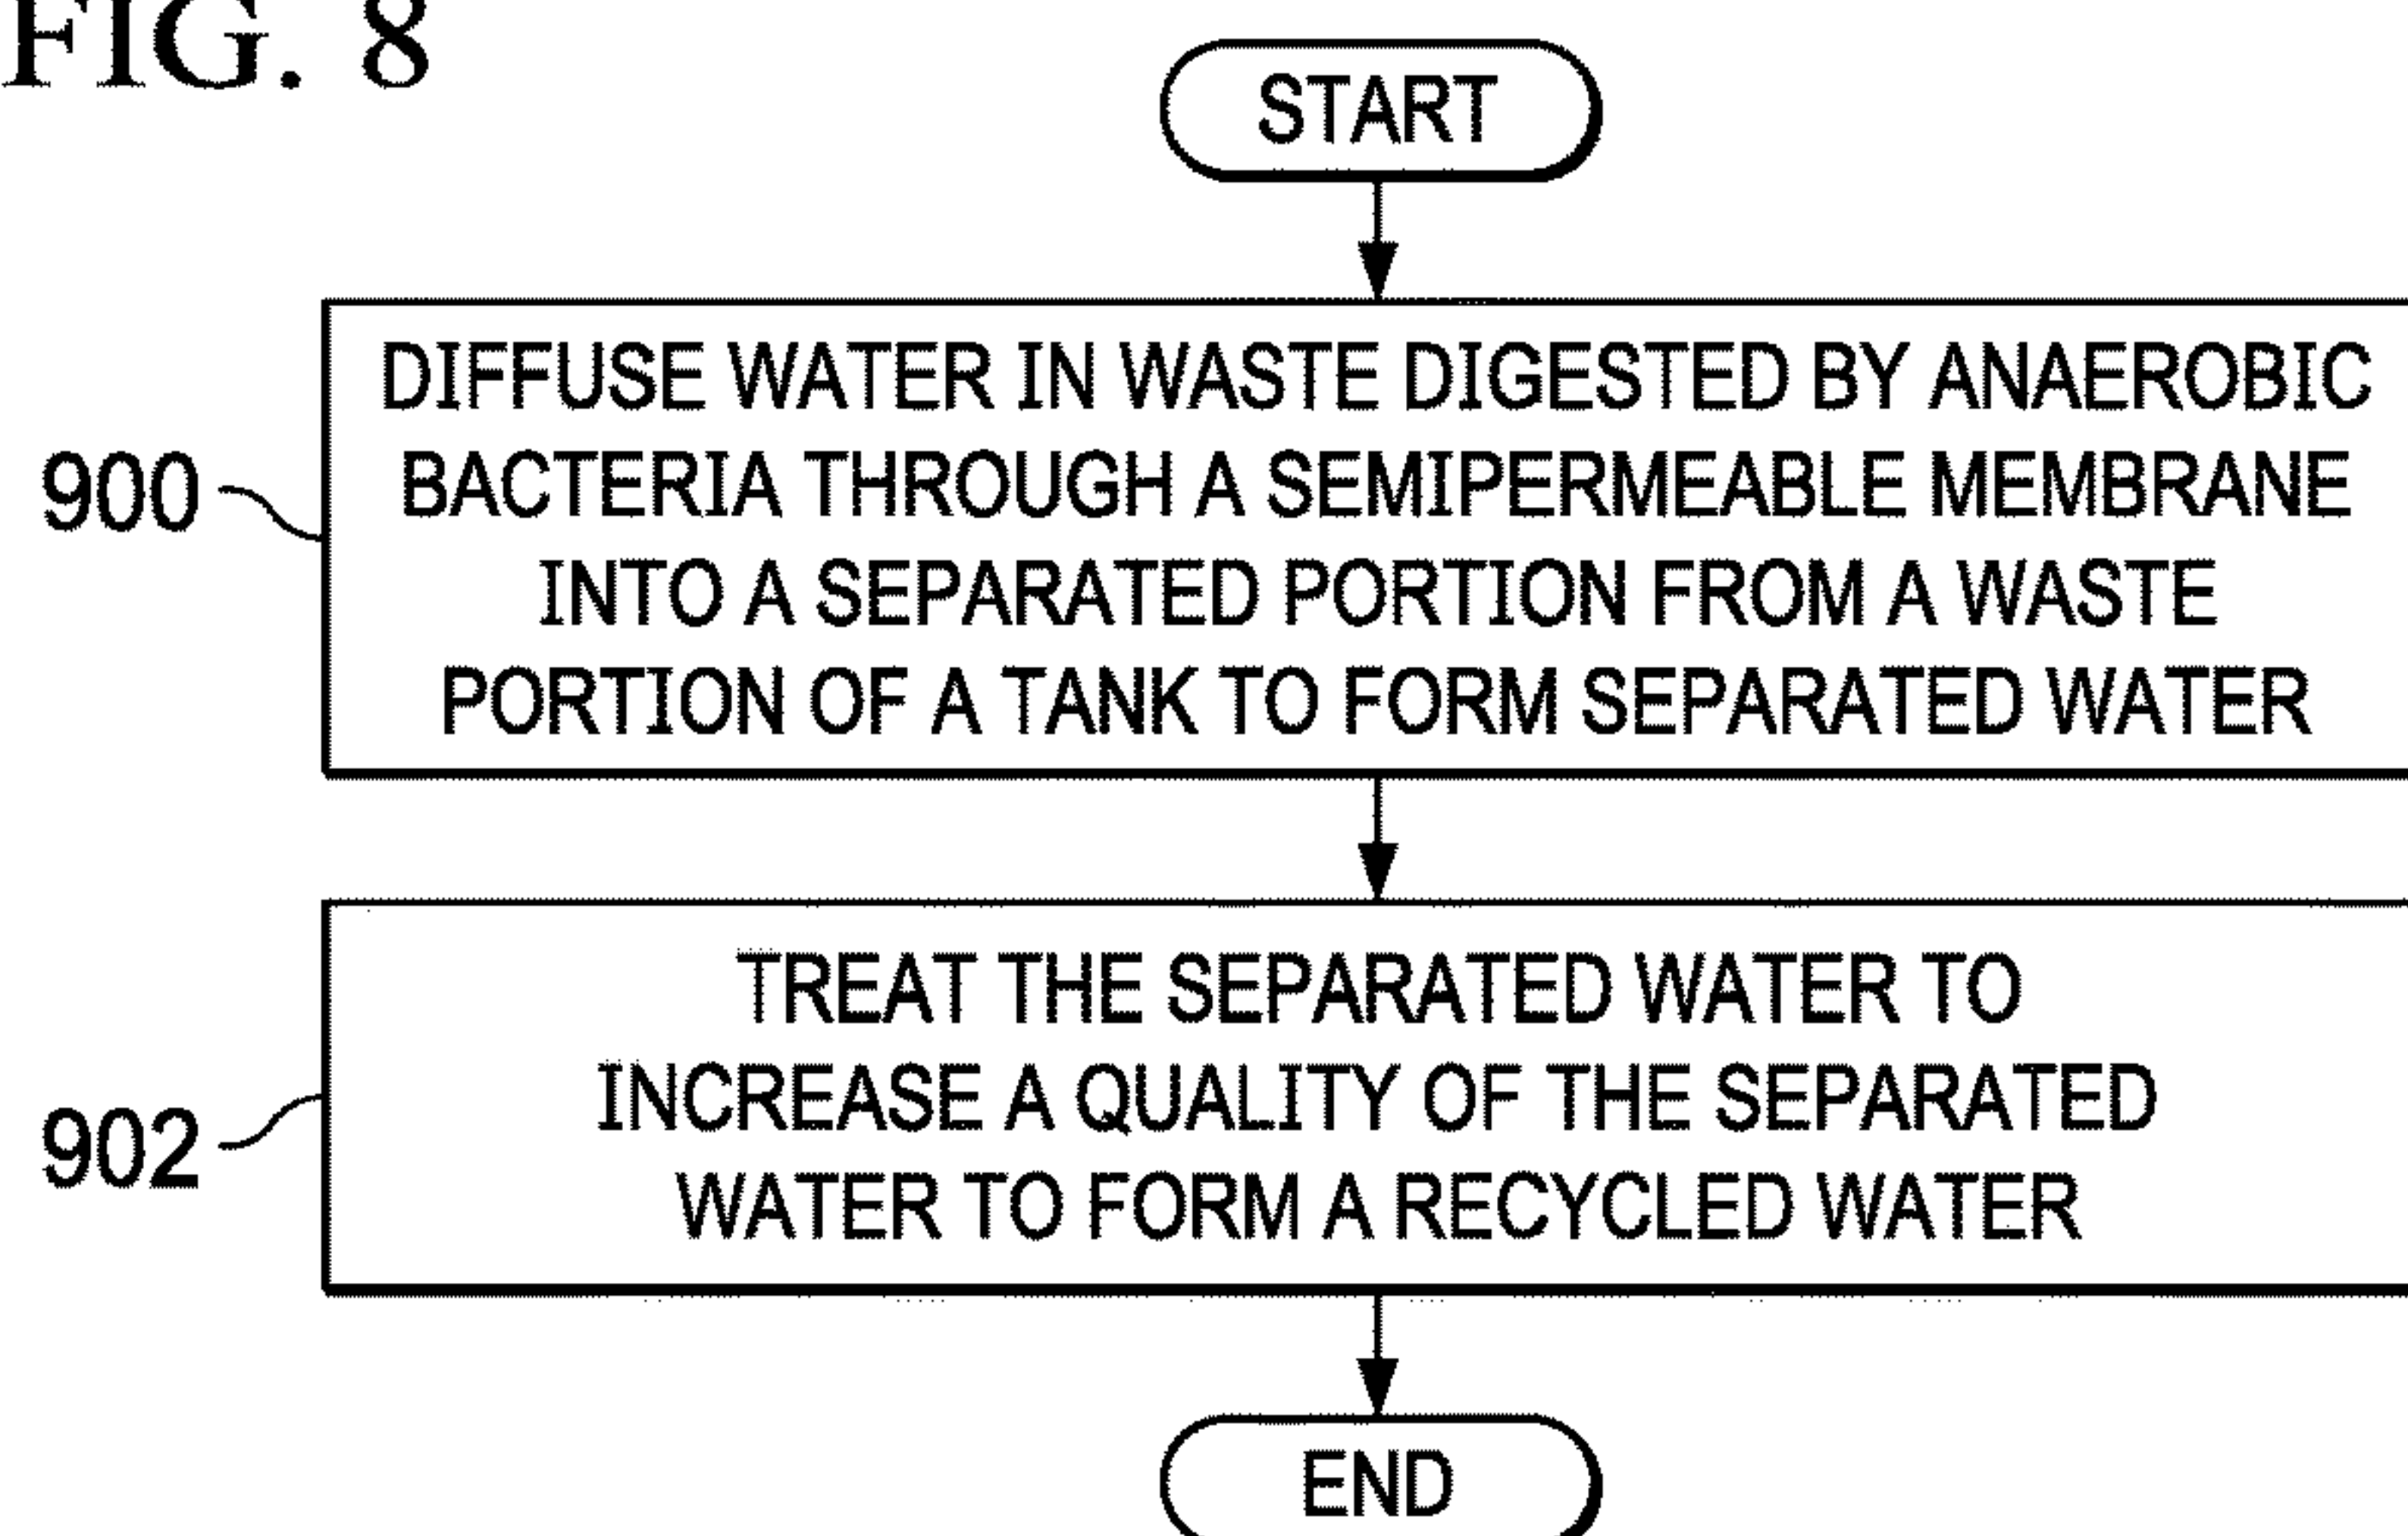 FIG. 8
START
900
DIFFUSE WATER IN WASTE DIGESTED BY ANAEROBIC
BACTERIA THROUGH A SEMIPERMEABLE MEMBRANE
INTO A SEPARATED PORTION FROM A WASTE
PORTION OF A TANK TO FORM SEPARATED WATER
902
TREAT THE SEPARATED WATER TO
INCREASE A QUALITY OF THE SEPARATED
WATER TO FORM A RECYCLED WATER
END